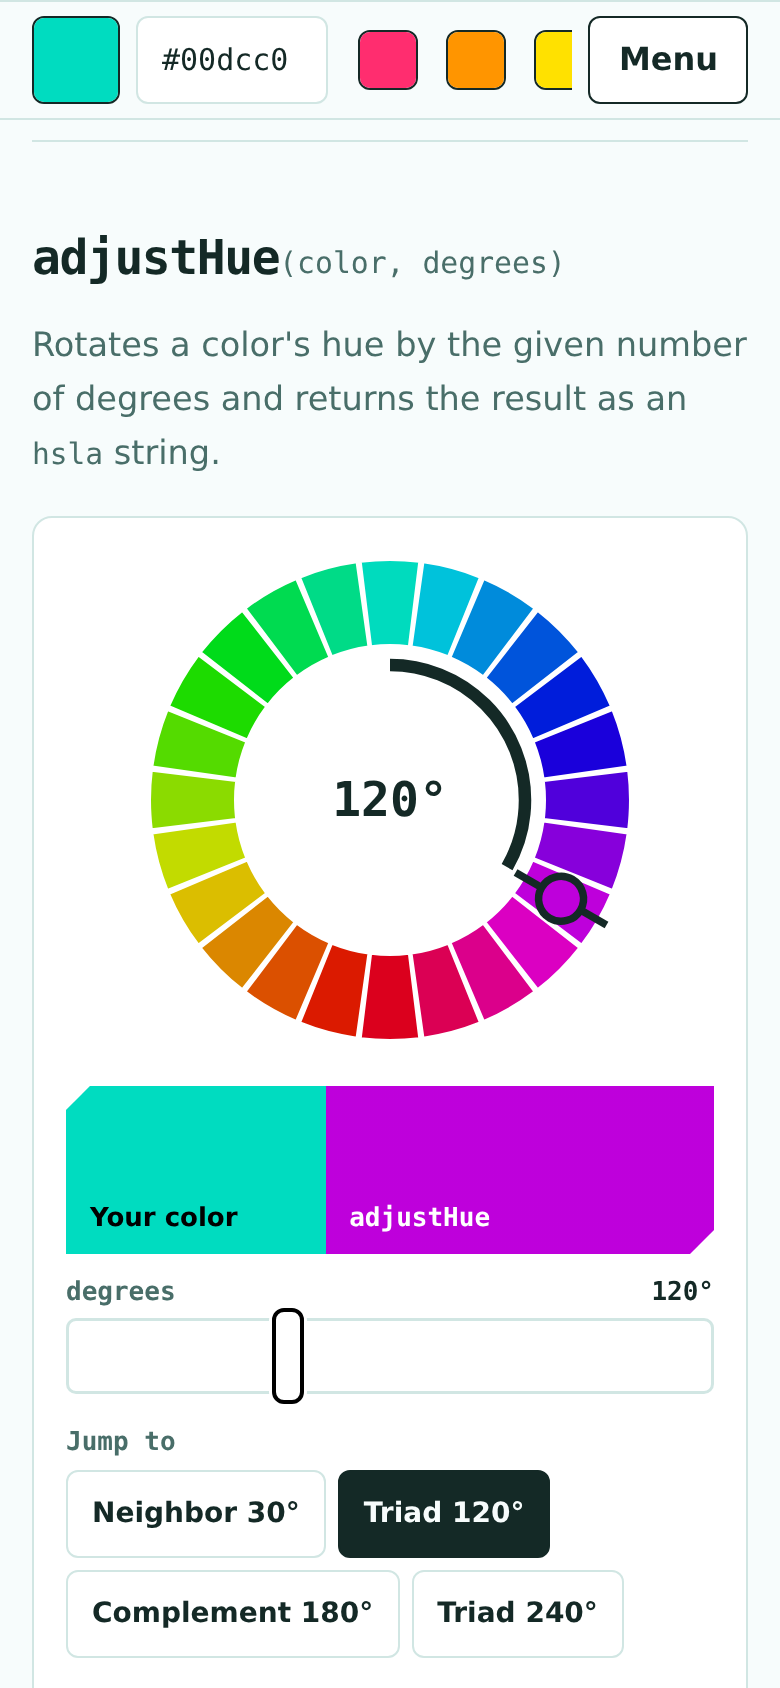 #00dcc0
Menu
adjustHue(color, degrees)
Rotates a color's hue by the given number
of degrees and returns the result as an
hsla string.
120°
Your color
adjustHue
degrees
120°
Jump to
Neighbor 30°
Triad 120°
Complement 180°
Triad 240°